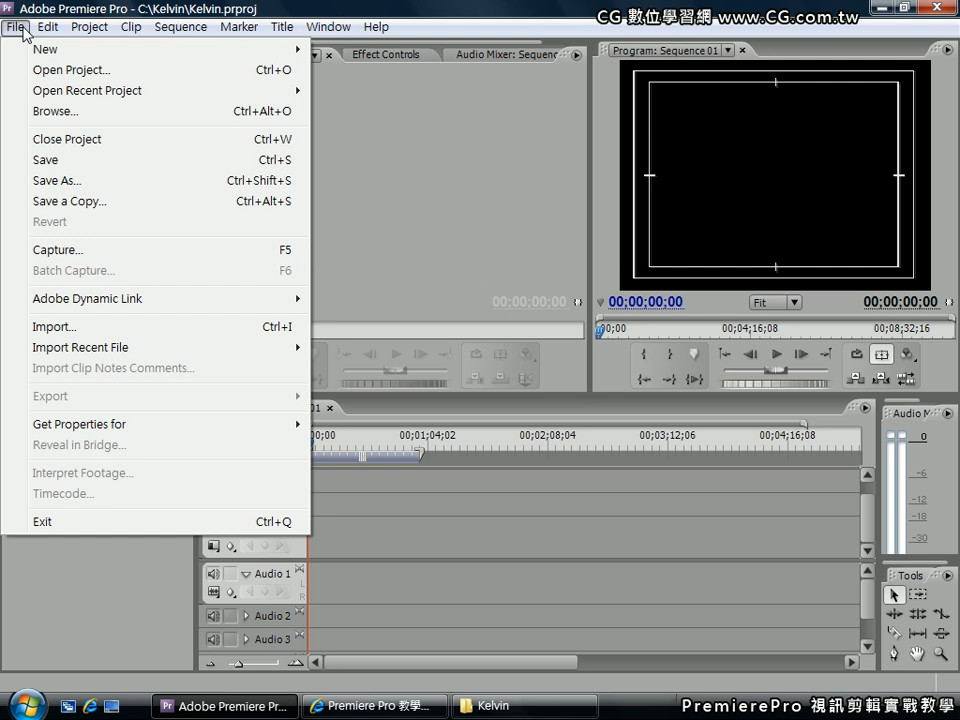 Adobe Premiere Pro - C:\Kelvin\Kelvin.prproj
CG 數位學習網 www.CG.com.tw
File Edit Project Clip Sequence Marker Title Window Help
New
Open Project... Ctrl+O
Open Recent Project
Browse... Ctrl+Alt+O
Close Project Ctrl+W
Save Ctrl+S
Save As... Ctrl+Shift+S
Save a Copy... Ctrl+Alt+S
Revert
Capture... F5
Batch Capture... F6
Adobe Dynamic Link
Import... Ctrl+I
Import Recent File
Import Clip Notes Comments...
Export
Get Properties for
Reveal in Bridge...
Interpret Footage...
Timecode...
Exit Ctrl+Q
Effect Controls
Audio Mixer: Sequenc
00;00;00;00
Program: Sequence 01
00;00;00;00 Fit 00;00;00;00
00;00 00;04;16;08 00;08;32;16
01
00;00 00;01;04;02 00;02;08;04 00;03;12;06 00;04;16;08
Audio 1
L
R
Audio 2
Audio 3
Audio M
0
-6
-12
-18
-30
Tools
Adobe Premiere Pr...
Premiere Pro 教學...
Kelvin
PremierePro 視訊剪輯實戰教學